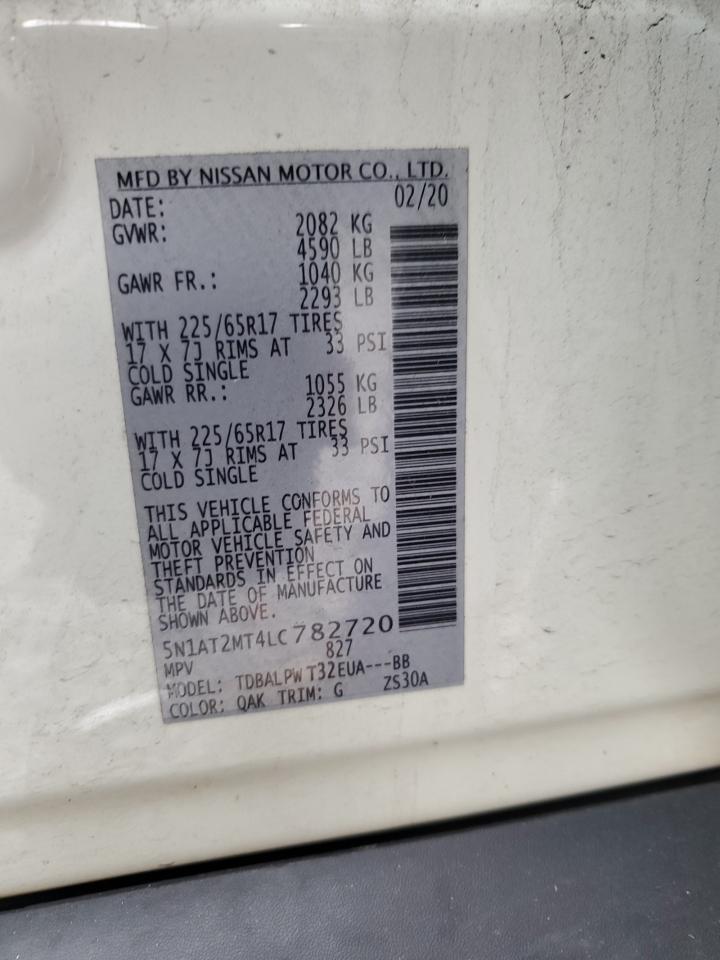 MFD BY NISSAN MOTOR CO., LTD.
DATE: 02/20
GVWR: 2082 KG
4590 LB
GAWR FR.: 1040 KG
2293 LB
WITH 225/65R17 TIRES
17 X 7J RIMS AT 33 PSI
COLD SINGLE
GAWR RR.: 1055 KG
2326 LB
WITH 225/65R17 TIRES
17 X 7J RIMS AT 33 PSI
COLD SINGLE
THIS VEHICLE CONFORMS TO
ALL APPLICABLE FEDERAL
MOTOR VEHICLE SAFETY AND
THEFT PREVENTION
STANDARDS IN EFFECT ON
THE DATE OF MANUFACTURE
SHOWN ABOVE.
5N1AT2MT4LC782720
MPV 827
MODEL: TDBALPW T32EUA---BB
COLOR: QAK TRIM: G ZS30A